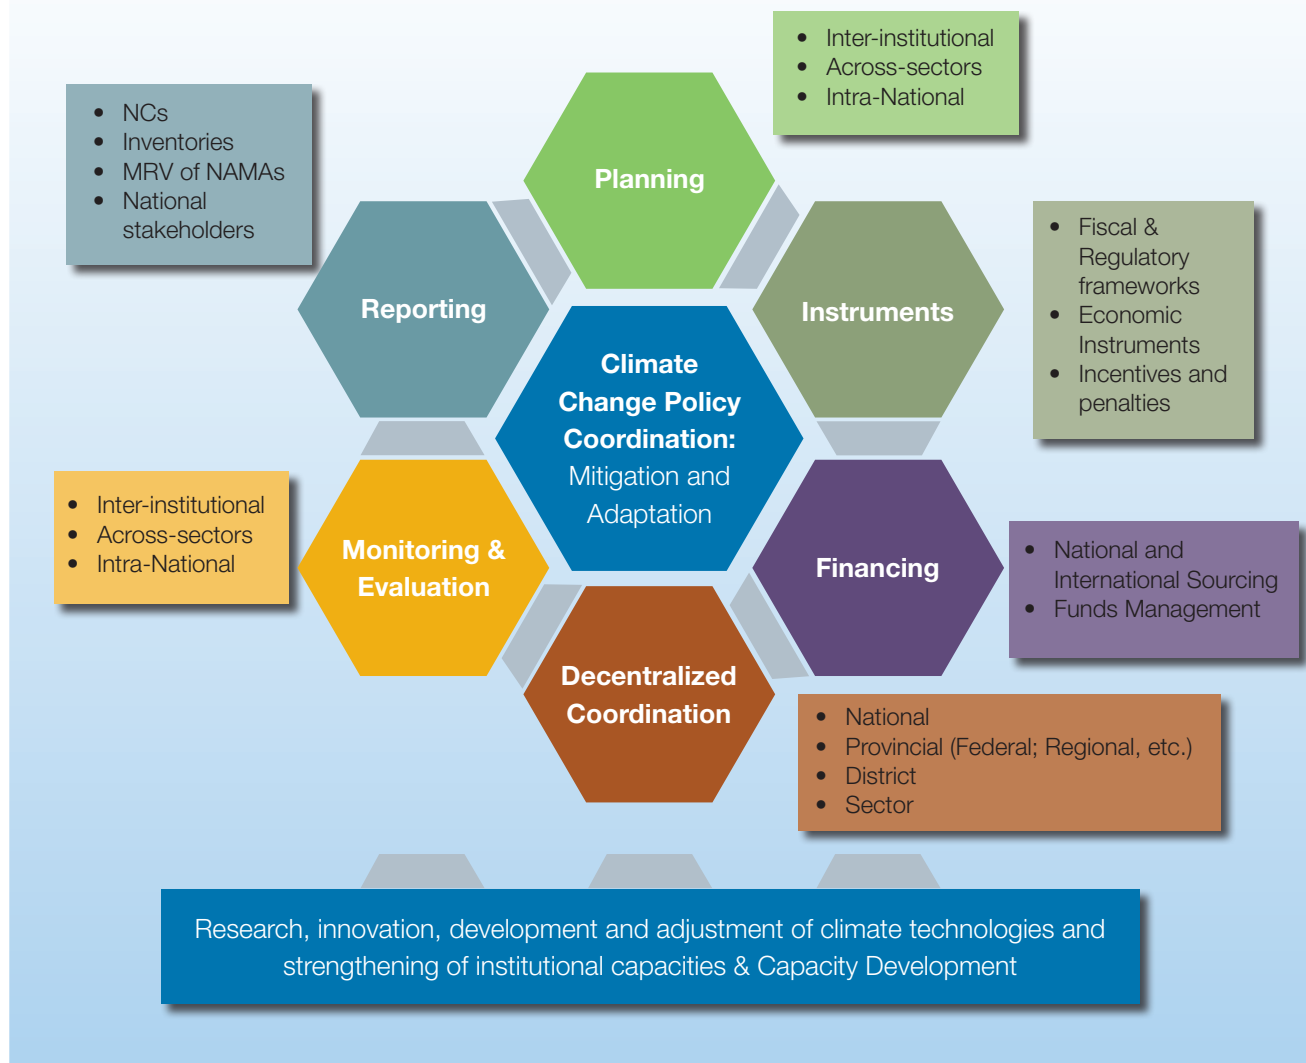 • Inter-institutional
• Across-sectors
• Intra-National
• NCs
• Inventories
• MRV of NAMAs
• National
stakeholders
Planning
• Fiscal &
Regulatory
frameworks
• Economic
Instruments
• Incentives and
penalties
Reporting
Instruments
Climate
Change Policy
Coordination:
Mitigation and
Adaptation
• Inter-institutional
• Across-sectors
• Intra-National
Monitoring &
Evaluation
Financing
• National and
International Sourcing
• Funds Management
Decentralized
Coordination
• National
• Provincial (Federal; Regional, etc.)
• District
• Sector
Research, innovation, development and adjustment of climate technologies and
strengthening of institutional capacities & Capacity Development